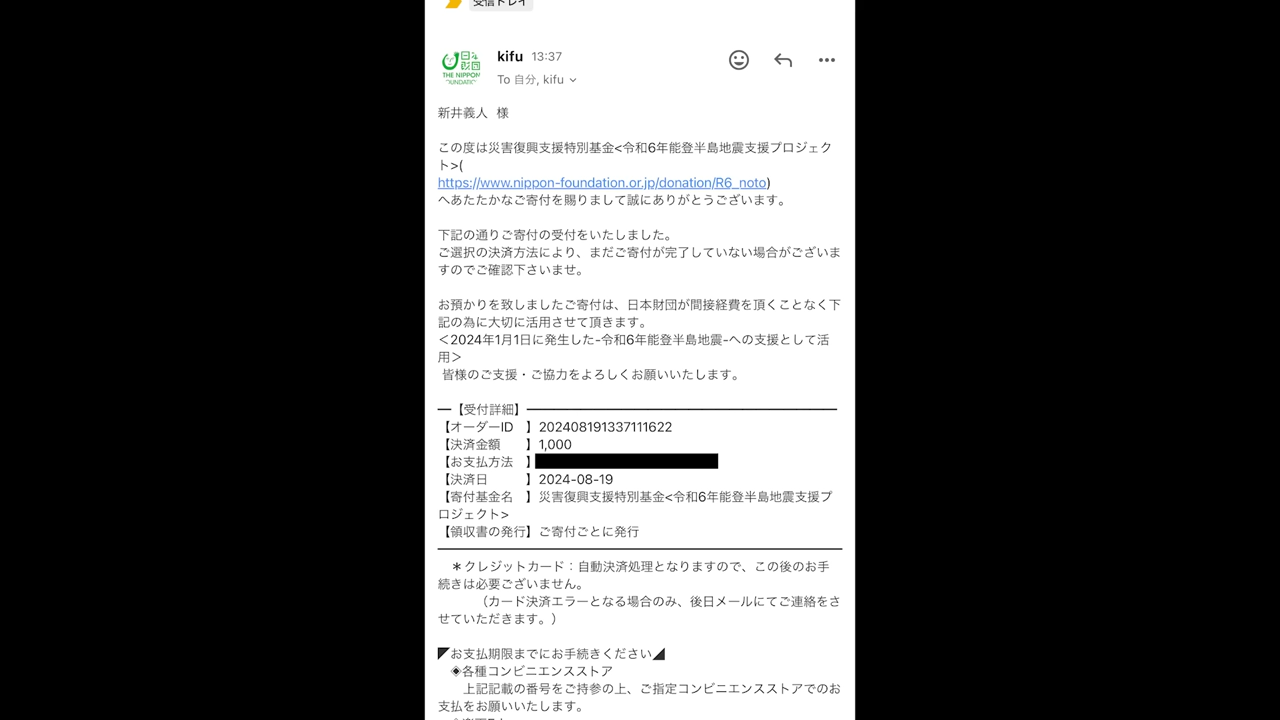 受信トレイ
kifu 13:37
日本財団
THE NIPPON
FOUNDATION
To 自分, kifu
新井義人 様
この度は災害復興支援特別基金<令和6年能登半島地震支援プロジェク
ト>(
https://www.nippon-foundation.or.jp/donation/R6_noto)
へあたたかなご寄付を賜りまして誠にありがとうございます。
下記の通りご寄付の受付をいたしました。
ご選択の決済方法により、まだご寄付が完了していない場合がございま
すのでご確認下さいませ。
お預かりを致しましたご寄付は、日本財団が間接経費を頂くことなく下
記の為に大切に活用させて頂きます。
＜2024年1月1日に発生した-令和6年能登半島地震-への支援として活
用＞
皆様のご支援・ご協力をよろしくお願いいたします。
━【受付詳細】━━━━━━━━━━━━━━━━━━━━━━━━
【オーダーID　】202408191337111622
【決済金額　　】1,000
【お支払方法　】
【決済日　　　】2024-08-19
【寄付基金名　】災害復興支援特別基金<令和6年能登半島地震支援プ
ロジェクト>
【領収書の発行】ご寄付ごとに発行
＊クレジットカード：自動決済処理となりますので、この後のお手
続きは必要ございません。
（カード決済エラーとなる場合のみ、後日メールにてご連絡をさ
せていただきます。）
◤お支払期限までにお手続きください◢
◈各種コンビニエンスストア
上記記載の番号をご持参の上、ご指定コンビニエンスストアでのお
支払をお願いいたします。